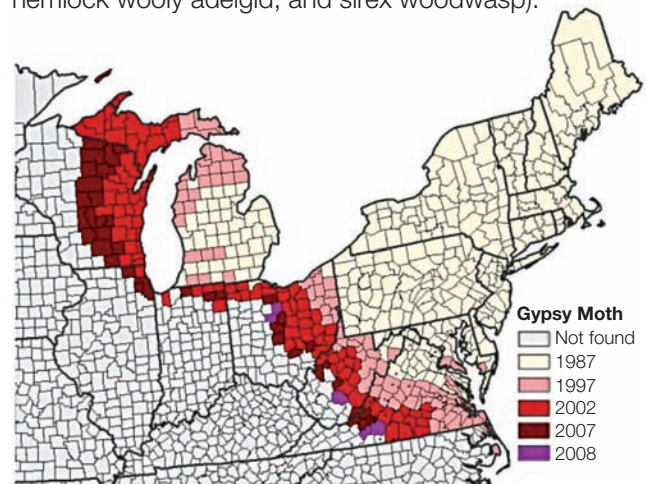 hemlock wooly adelgid, and sirex woodwasp).
Gypsy Moth
Not found
1987
1997
2002
2007
2008